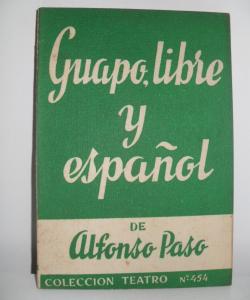 Guapo, libre
y
español
DE
Alfonso Paso
COLECCION TEATRO Nº 454